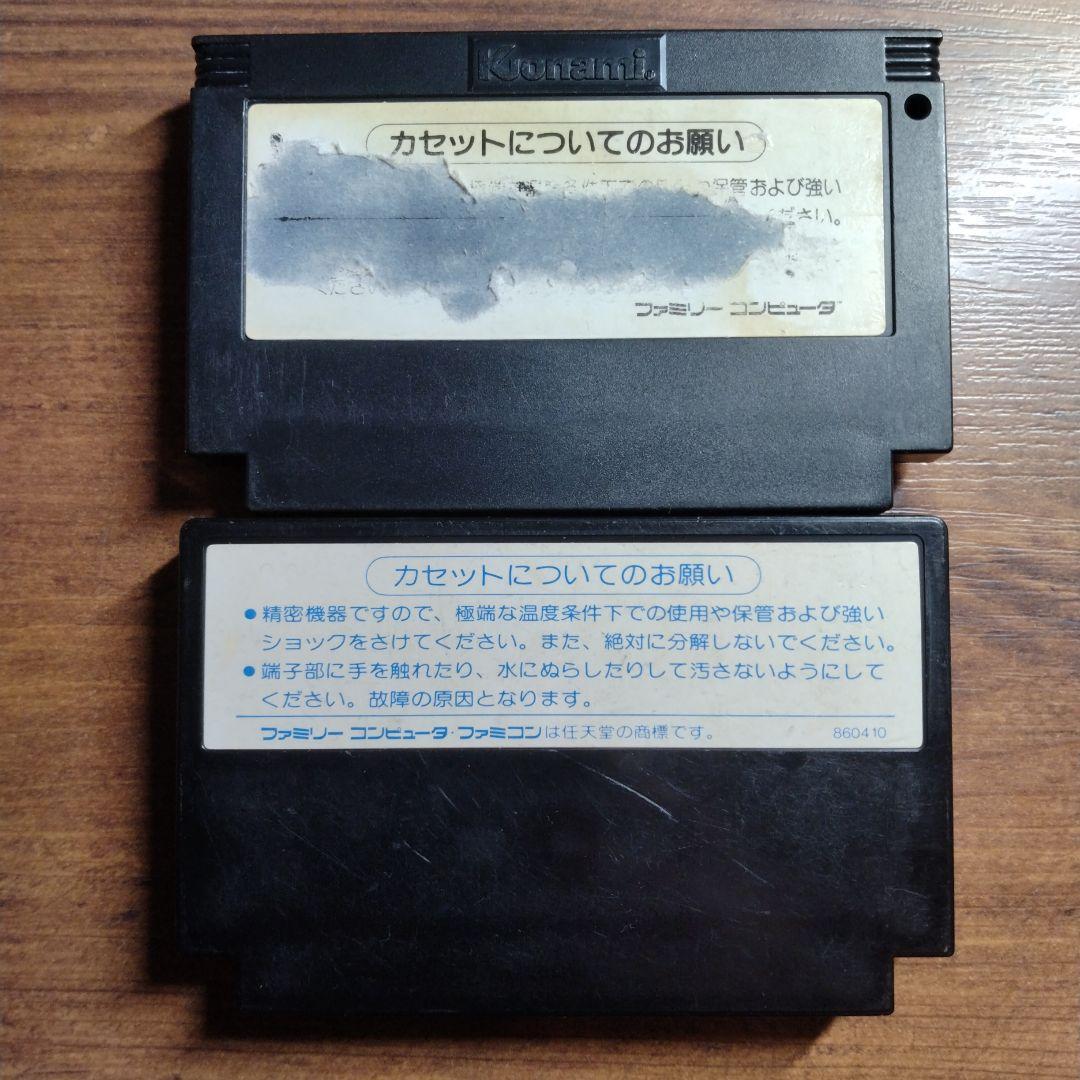 Konami
カセットについてのお願い
保管および強い
ください。
ください
ファミリー コンピュータ™
カセットについてのお願い
●精密機器ですので、極端な温度条件下での使用や保管および強い
ショックをさけてください。また、絶対に分解しないでください。
●端子部に手を触れたり、水にぬらしたりして汚さないようにして
ください。故障の原因となります。
ファミリー コンピュータ・ファミコンは任天堂の商標です。 860410